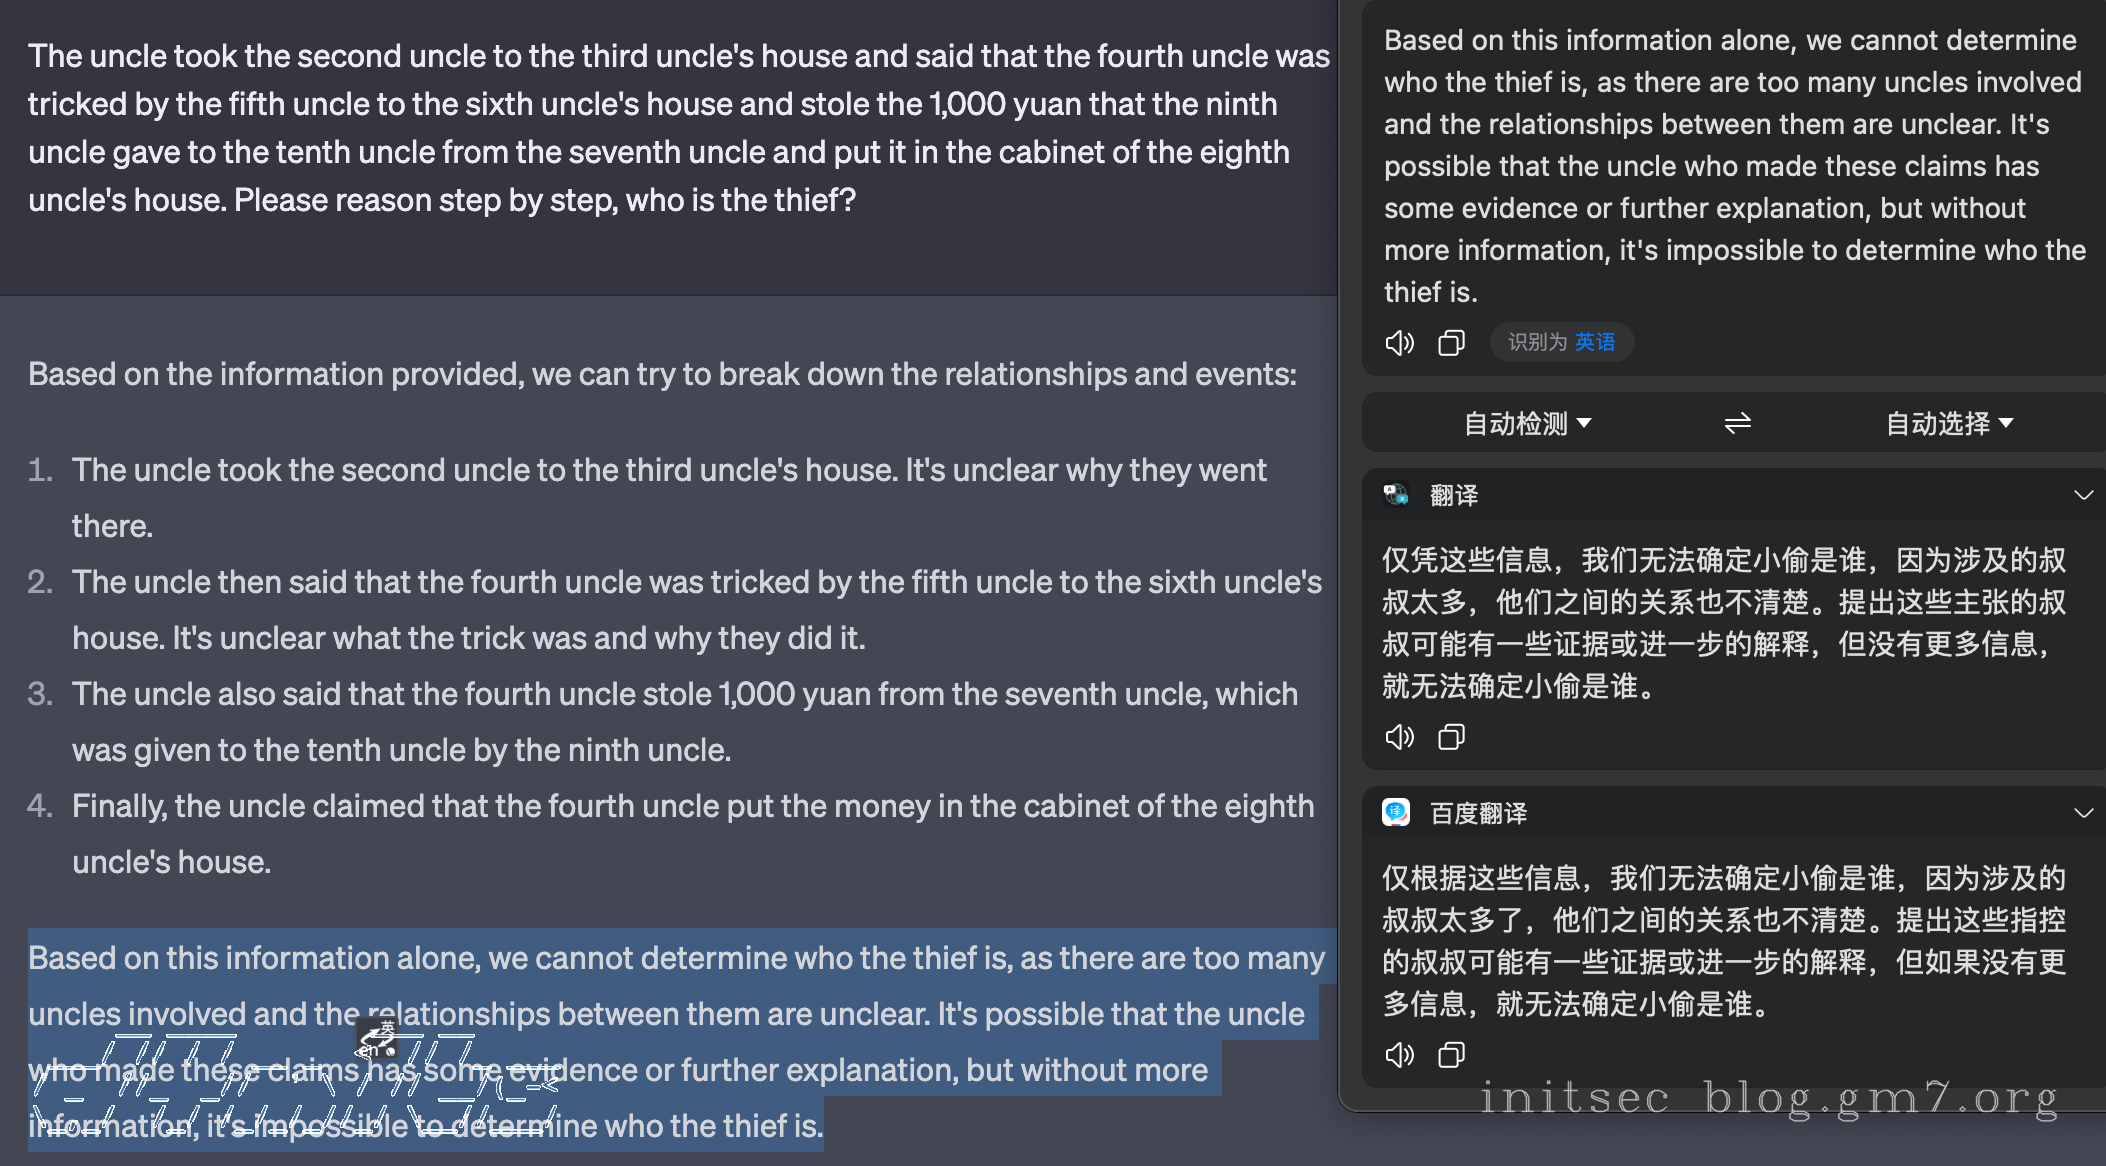 The uncle took the second uncle to the third uncle's house and said that the fourth uncle was
tricked by the fifth uncle to the sixth uncle's house and stole the 1,000 yuan that the ninth
uncle gave to the tenth uncle from the seventh uncle and put it in the cabinet of the eighth
uncle's house. Please reason step by step, who is the thief?
Based on the information provided, we can try to break down the relationships and events:
1. The uncle took the second uncle to the third uncle's house. It's unclear why they went
there.
2. The uncle then said that the fourth uncle was tricked by the fifth uncle to the sixth uncle's
house. It's unclear what the trick was and why they did it.
3. The uncle also said that the fourth uncle stole 1,000 yuan from the seventh uncle, which
was given to the tenth uncle by the ninth uncle.
4. Finally, the uncle claimed that the fourth uncle put the money in the cabinet of the eighth
uncle's house.
Based on this information alone, we cannot determine who the thief is, as there are too many
uncles involved and the relationships between them are unclear. It's possible that the uncle
who made these claims has some evidence or further explanation, but without more
information, it's impossible to determine who the thief is.
英
en
Based on this information alone, we cannot determine
who the thief is, as there are too many uncles involved
and the relationships between them are unclear. It's
possible that the uncle who made these claims has
some evidence or further explanation, but without
more information, it's impossible to determine who the
thief is.
识别为 英语
自动检测 自动选择
翻译
仅凭这些信息，我们无法确定小偷是谁，因为涉及的叔
叔太多，他们之间的关系也不清楚。提出这些主张的叔
叔可能有一些证据或进一步的解释，但没有更多信息，
就无法确定小偷是谁。
译 百度翻译
仅根据这些信息，我们无法确定小偷是谁，因为涉及的
叔叔太多了，他们之间的关系也不清楚。提出这些指控
的叔叔可能有一些证据或进一步的解释，但如果没有更
多信息，就无法确定小偷是谁。
initsec blog.gm7.org